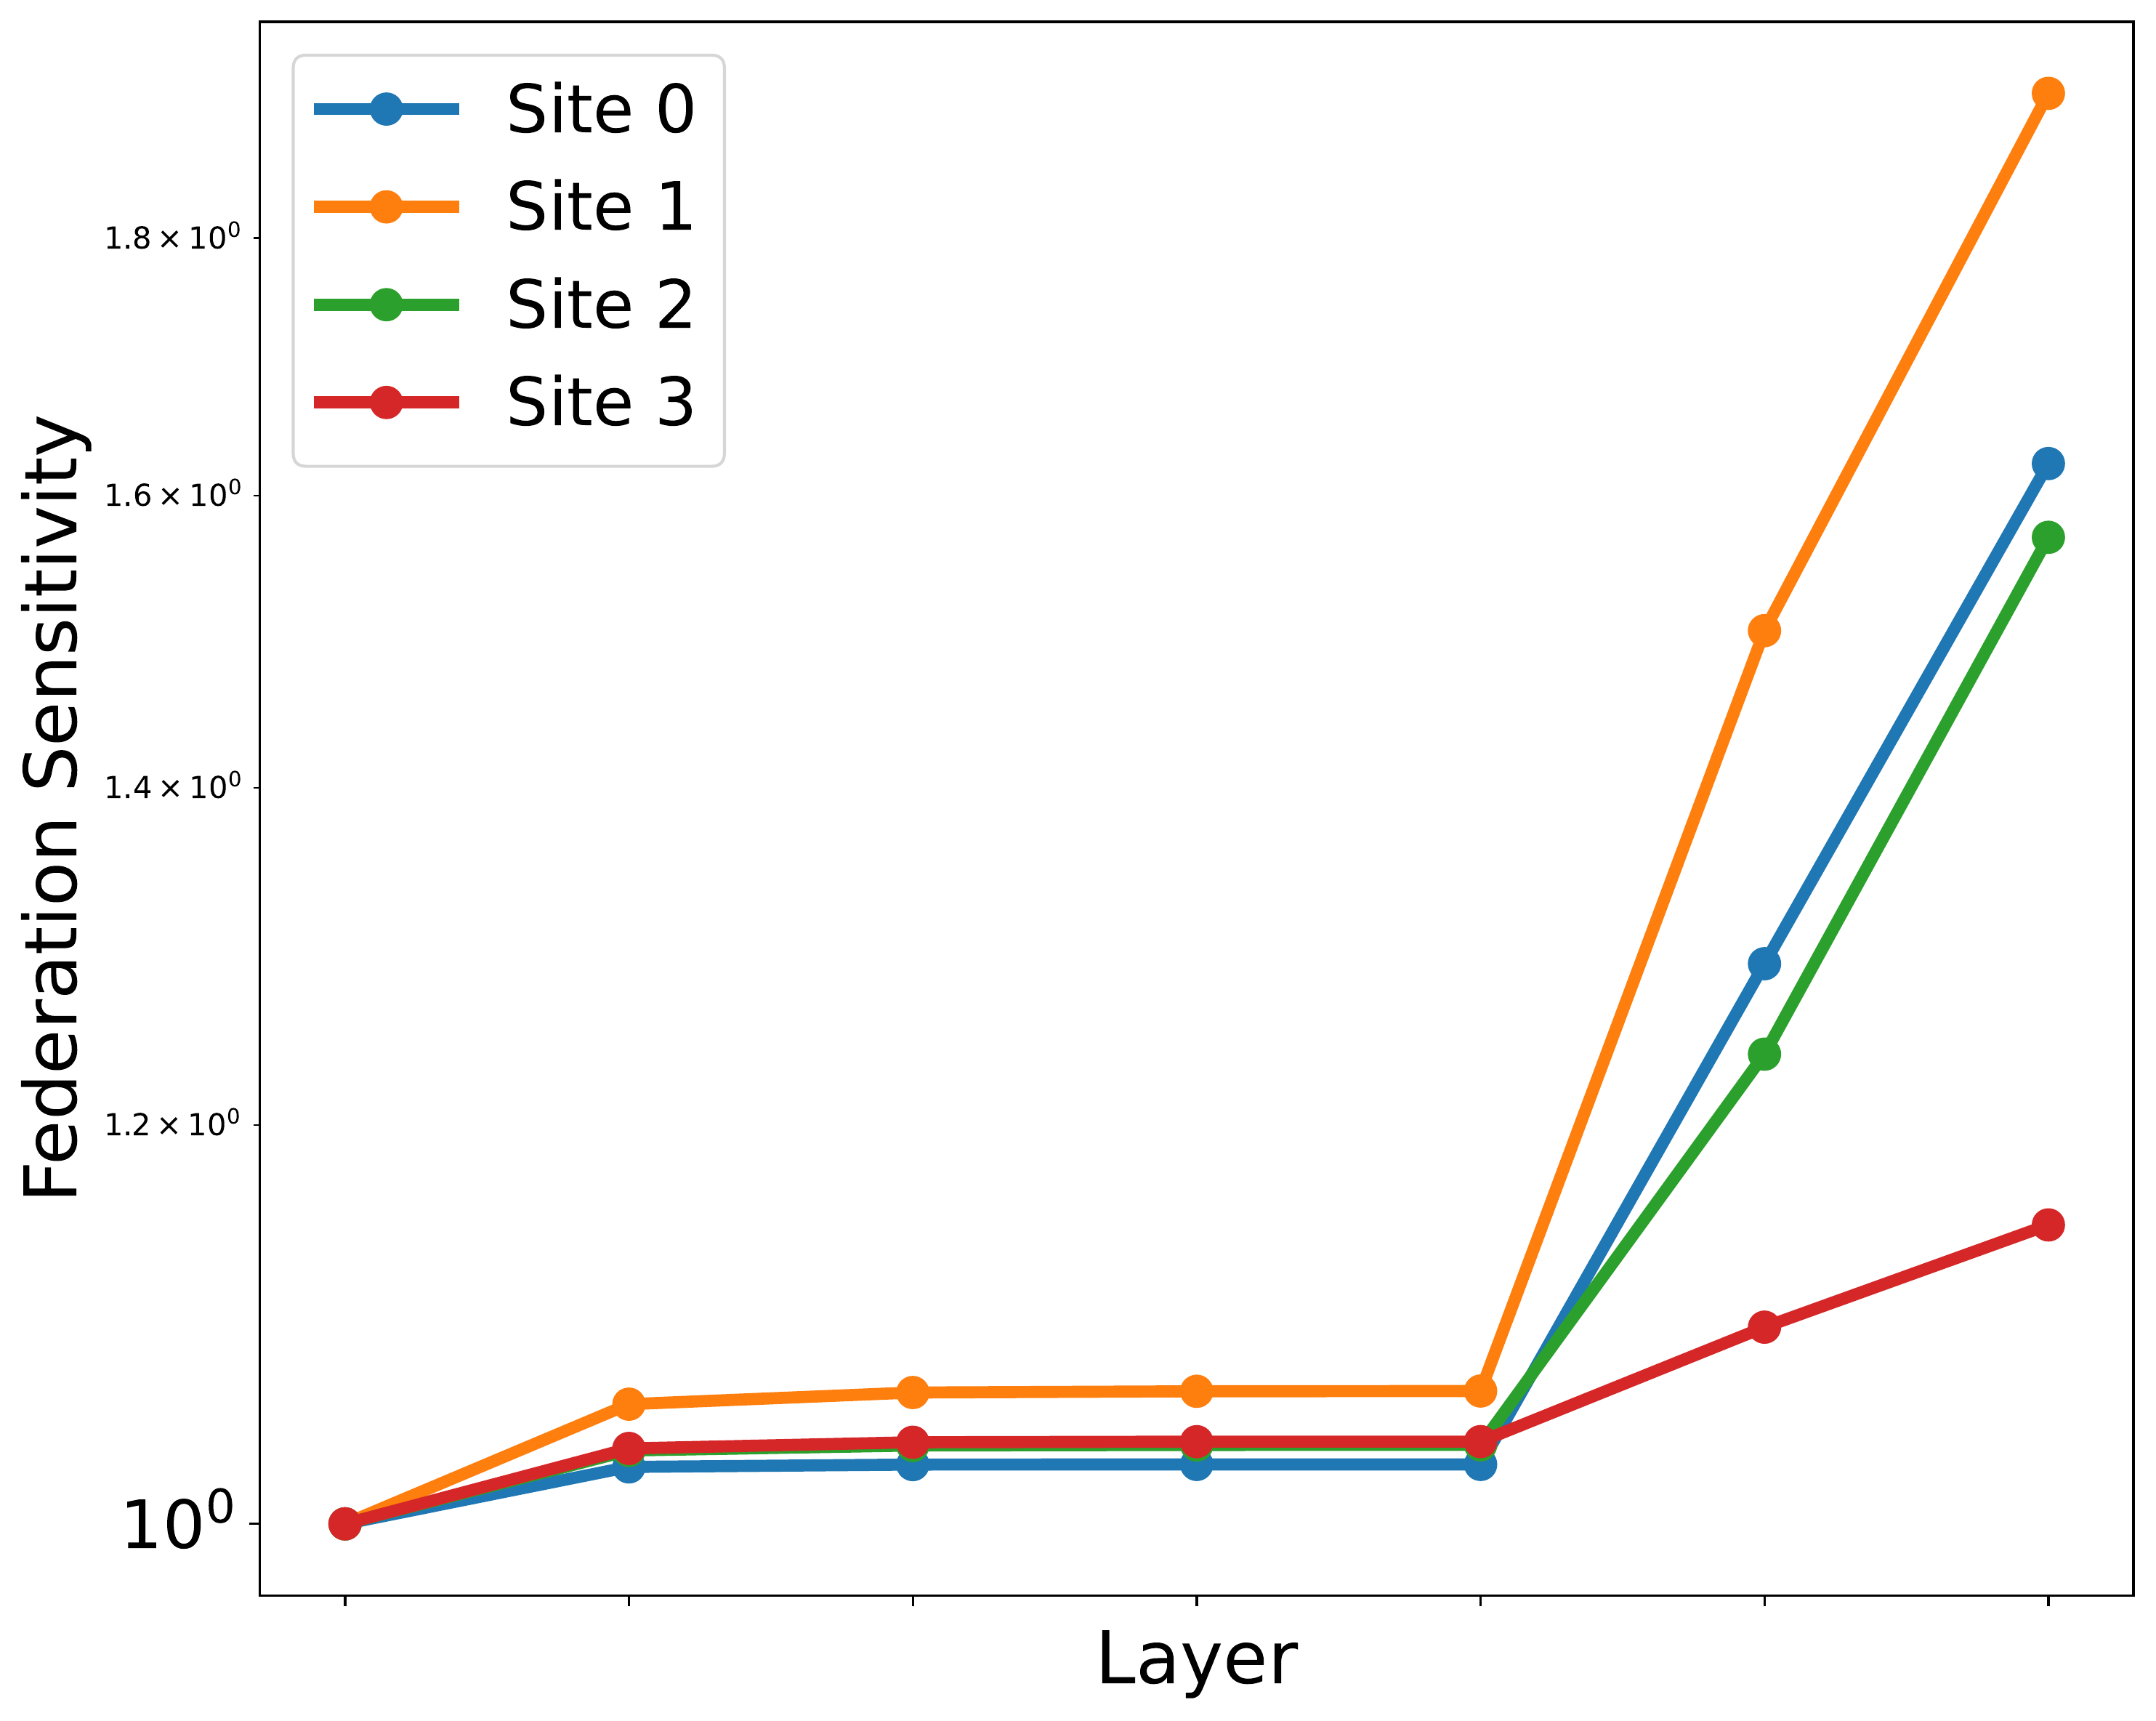 Site 0
Site 1
Site 2
Site 3
Federation Sensitivity
1.8 × 10⁰
1.6 × 10⁰
1.4 × 10⁰
1.2 × 10⁰
10⁰
Layer